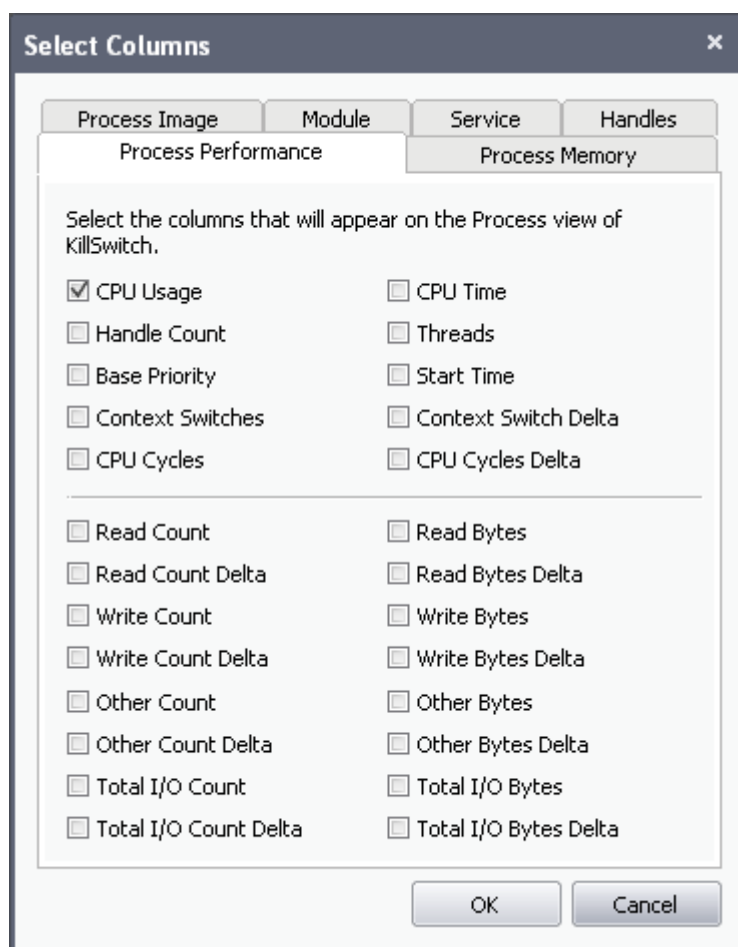 Select Columns
Process Image Module Service Handles
Process Performance Process Memory
Select the columns that will appear on the Process view of
KillSwitch.
CPU Usage CPU Time
Handle Count Threads
Base Priority Start Time
Context Switches Context Switch Delta
CPU Cycles CPU Cycles Delta
Read Count Read Bytes
Read Count Delta Read Bytes Delta
Write Count Write Bytes
Write Count Delta Write Bytes Delta
Other Count Other Bytes
Other Count Delta Other Bytes Delta
Total I/O Count Total I/O Bytes
Total I/O Count Delta Total I/O Bytes Delta
OK Cancel